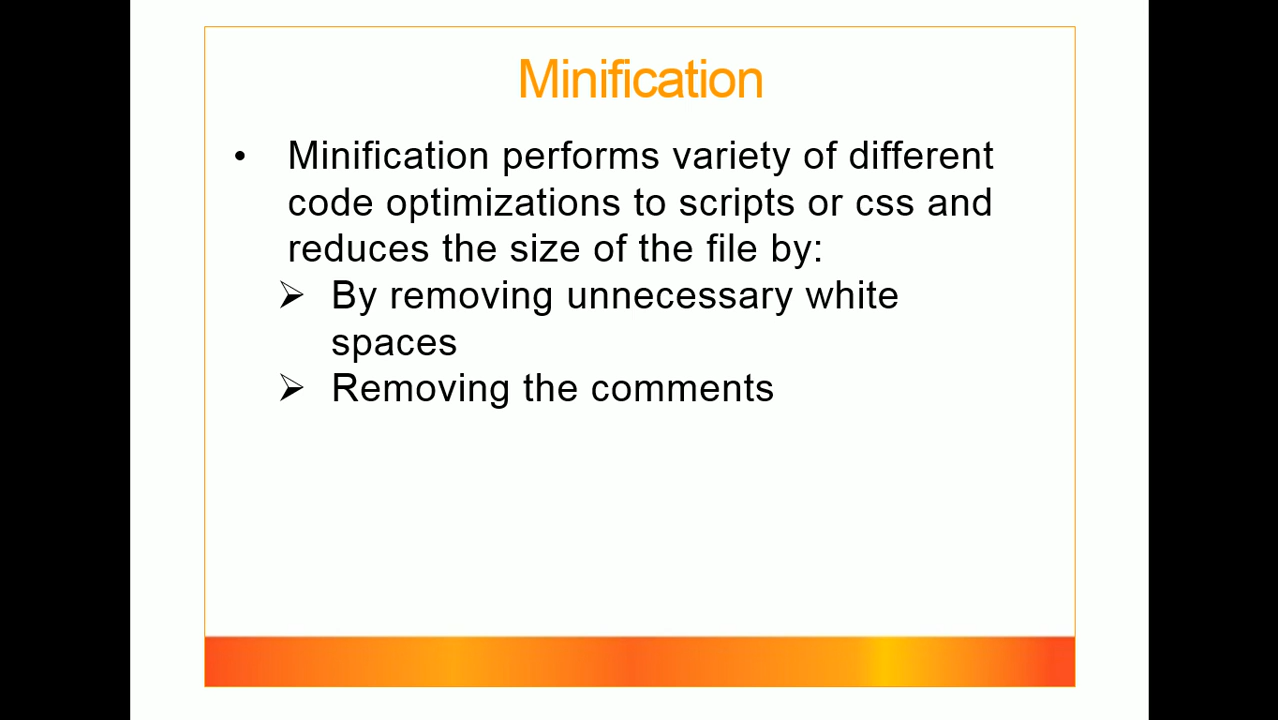 Minification
• Minification performs variety of different
code optimizations to scripts or css and
reduces the size of the file by:
➢ By removing unnecessary white
spaces
➢ Removing the comments